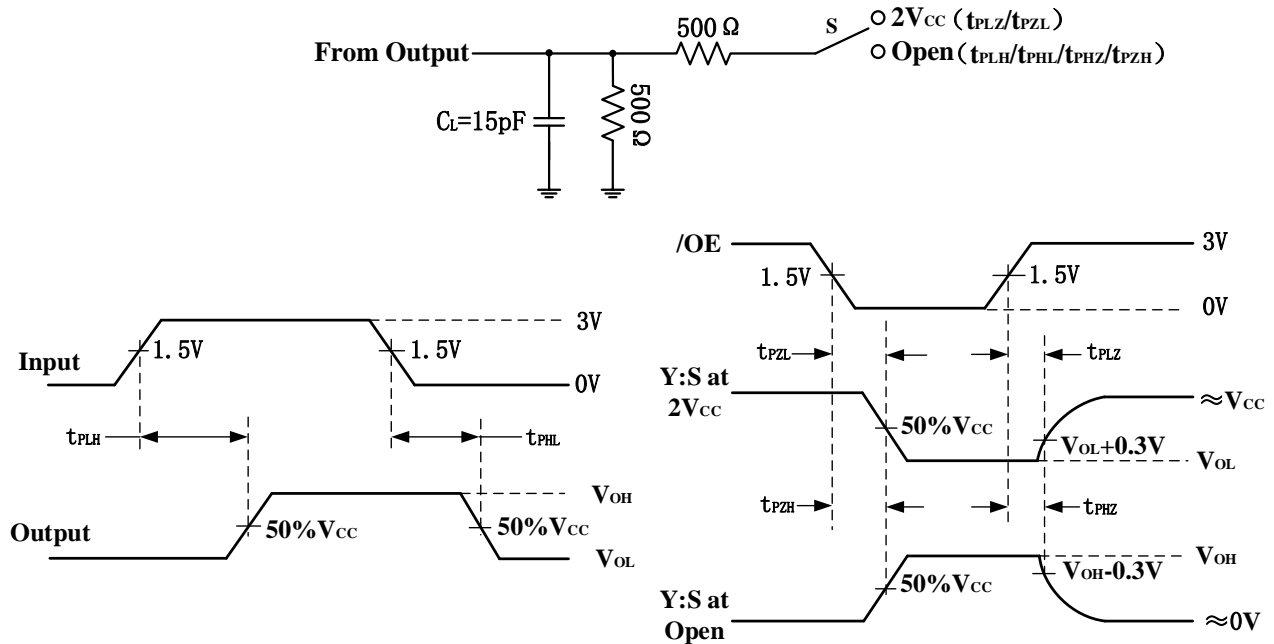 500 Ω
S
2VCC (tPLZ/tPZL)
From Output
Open (tPLH/tPHL/tPHZ/tPZH)
CL=15pF
500 Ω
Input
1.5V
1.5V
3V
0V
tPLH
tPHL
Output
50%VCC
50%VCC
VOH
VOL
/OE
1.5V
1.5V
3V
0V
tPZL
tPLZ
Y:S at
2VCC
50%VCC
≈VCC
VOL+0.3V
VOL
tPZH
tPHZ
Y:S at
Open
50%VCC
VOH
VOH-0.3V
≈0V